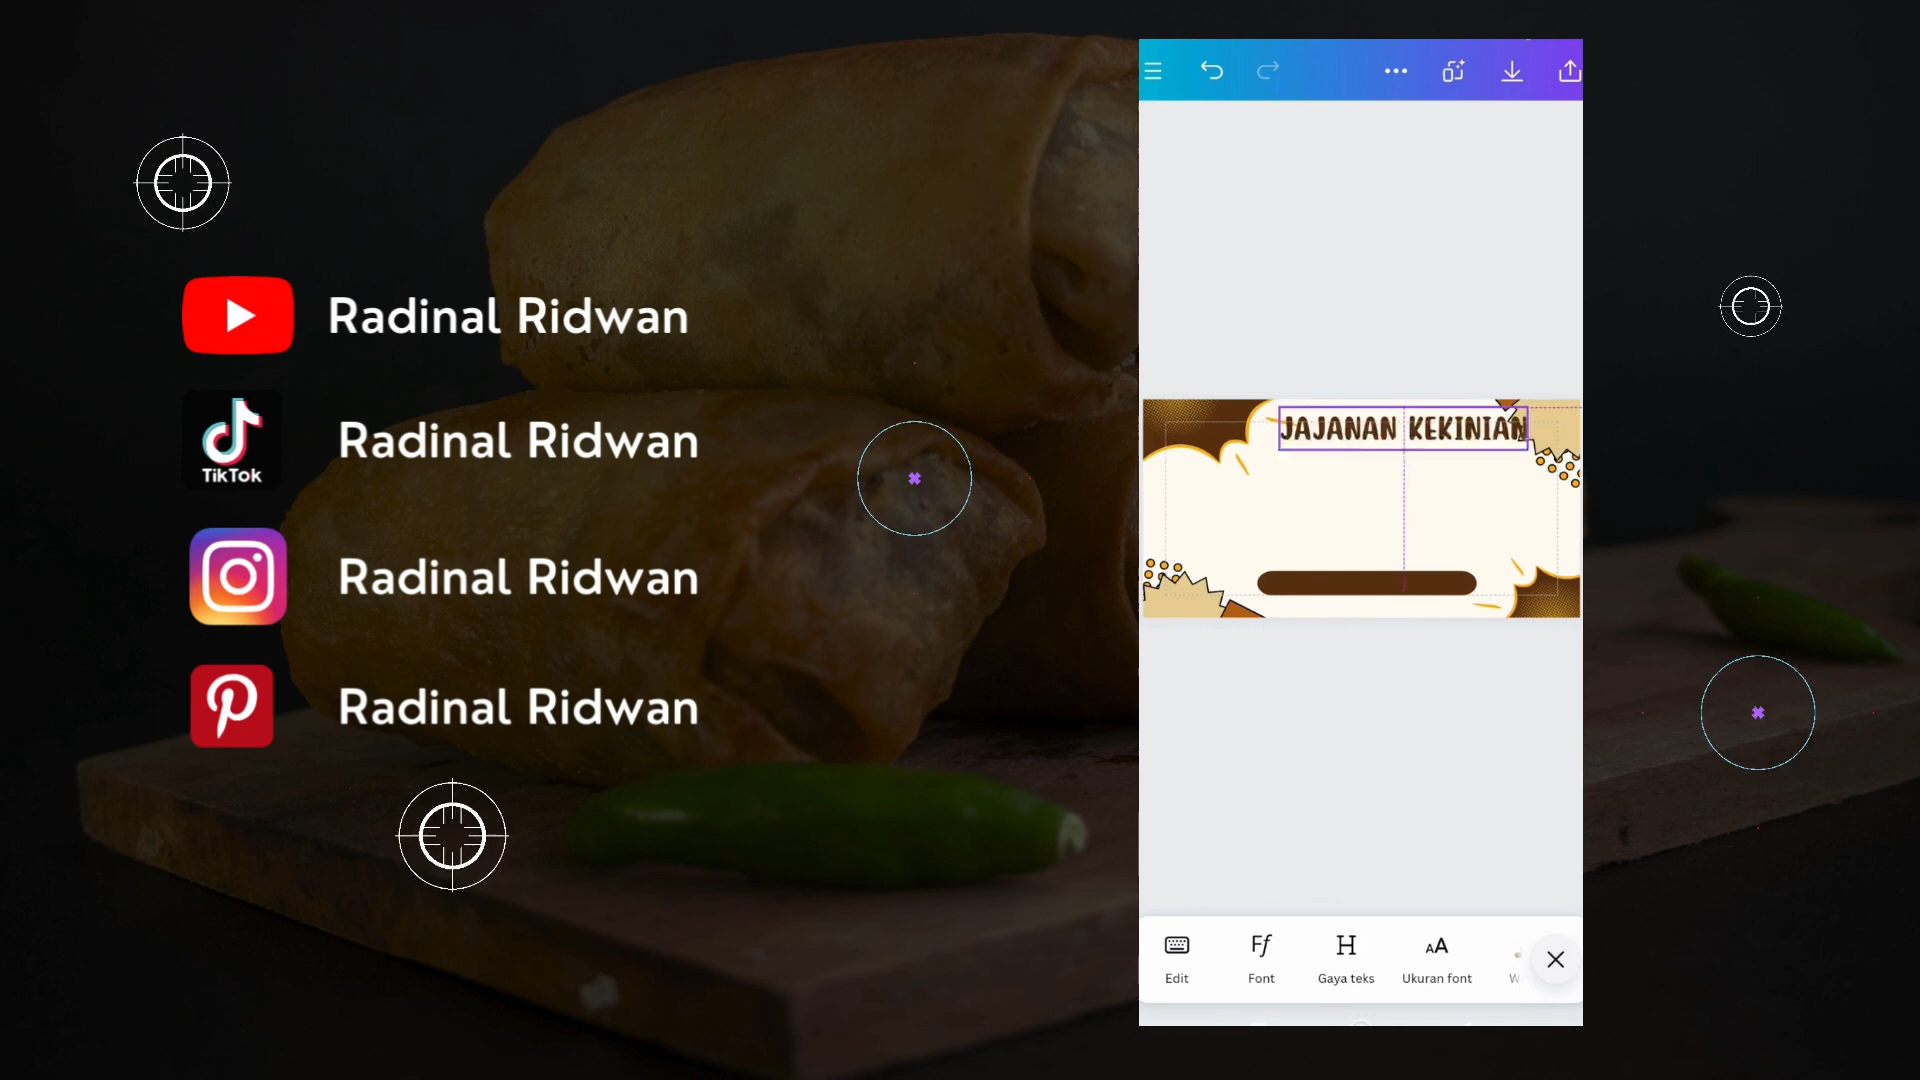 Radinal Ridwan
TikTok
Radinal Ridwan
Radinal Ridwan
Radinal Ridwan
JAJANAN KEKINIAN
Edit
Font
Gaya teks
Ukuran font